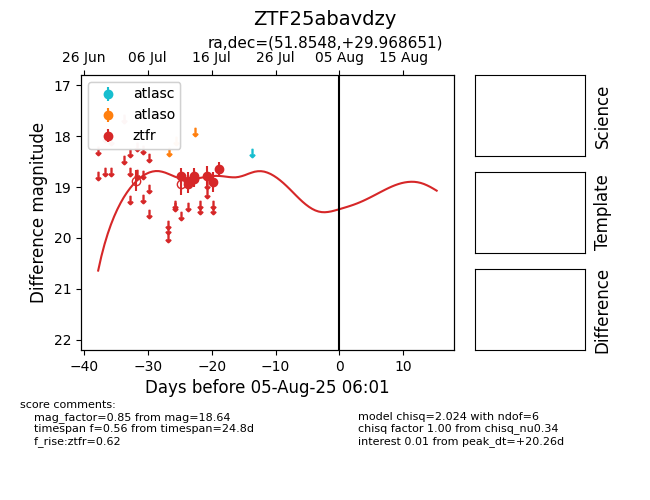 ZTF25abavdzy
ra,dec=(51.8548,+29.968651)
26 Jun 06 Jul 16 Jul 26 Jul 05 Aug 15 Aug
atlasc
atlaso
ztfr
17
18
19
20
21
22
Difference magnitude
−40 −30 −20 −10 0 10
Days before 05-Aug-25 06:01
Science
Template
Difference
score comments:
mag_factor=0.85 from mag=18.64
timespan f=0.56 from timespan=24.8d
f_rise:ztfr=0.62
model chisq=2.024 with ndof=6
chisq factor 1.00 from chisq_nu0.34
interest 0.01 from peak_dt=+20.26d